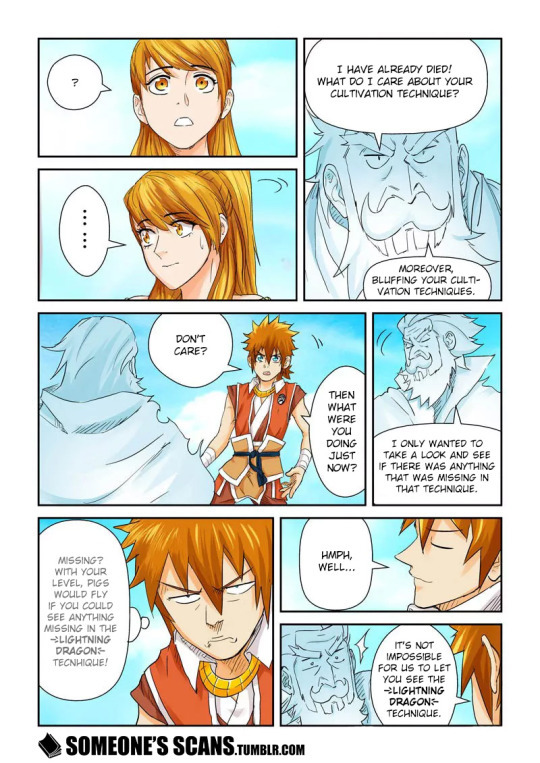 ?
I HAVE ALREADY DIED!
WHAT DO I CARE ABOUT YOUR
CULTIVATION TECHNIQUE?
......
MOREOVER,
BLUFFING YOUR CULTI-
VATION TECHNIQUES.
DON'T
CARE?
THEN
WHAT
WERE
YOU
DOING
JUST
NOW?
I ONLY WANTED TO
TAKE A LOOK AND SEE
IF THERE WAS ANYTHING
THAT WAS MISSING IN
THAT TECHNIQUE.
MISSING?
WITH YOUR
LEVEL, PIGS
WOULD FLY
IF YOU COULD
SEE ANYTHING
MISSING IN THE
-:LIGHTNING
DRAGON:-
TECNHIQUE!
HMPH,
WELL...
IT'S NOT
IMPOSSIBLE
FOR US TO LET
YOU SEE THE
-:LIGHTNING
DRAGON:-
TECHNIQUE.
SOMEONE'S SCANS.TUMBLR.COM